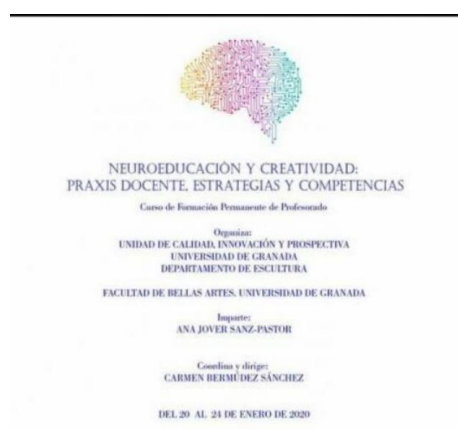 NEUROEDUCACIÓN Y CREATIVIDAD:
PRAXIS DOCENTE, ESTRATEGIAS Y COMPETENCIAS
Curso de Formación Permanente de Profesorado
Organiza:
UNIDAD DE CALIDAD, INNOVACIÓN Y PROSPECTIVA
UNIVERSIDAD DE GRANADA
DEPARTAMENTO DE ESCULTURA
FACULTAD DE BELLAS ARTES. UNIVERSIDAD DE GRANADA
Imparte:
ANA JOVER SANZ-PASTOR
Coordina y dirige:
CARMEN BERMÚDEZ SÁNCHEZ
DEL 20 AL 24 DE ENERO DE 2020